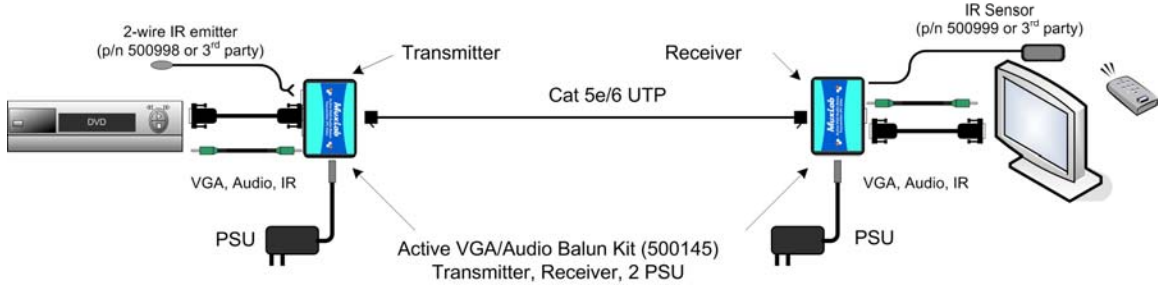 2-wire IR emitter
(p/n 500998 or 3rd party)
Transmitter
Receiver
IR Sensor
(p/n 500999 or 3rd party)
Cat 5e/6 UTP
DVD
MuxLab
MuxLab
VGA, Audio, IR
VGA, Audio, IR
PSU
PSU
Active VGA/Audio Balun Kit (500145)
Transmitter, Receiver, 2 PSU